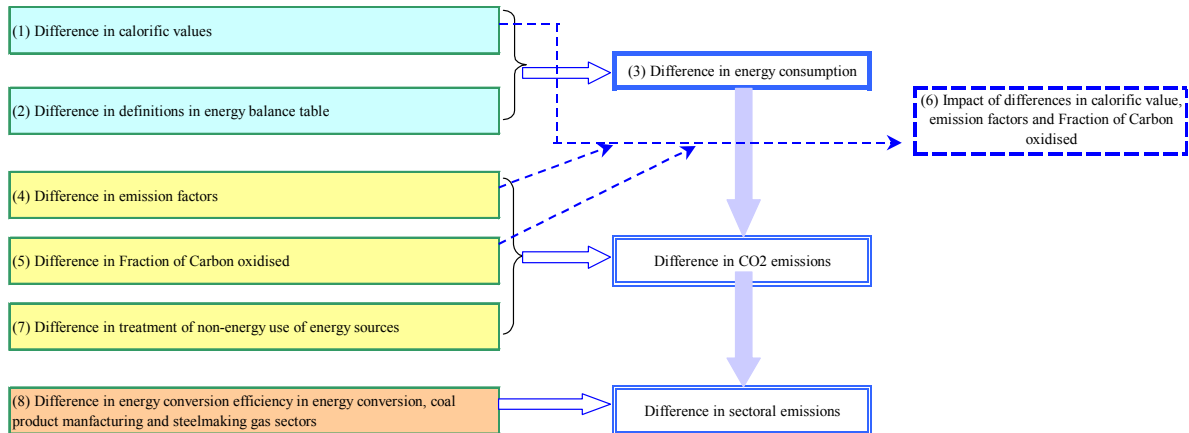 (1) Difference in calorific values
(3) Difference in energy consumption
(2) Difference in definitions in energy balance table
(6) Impact of differences in calorific value,
emission factors and Fraction of Carbon
oxidised
(4) Difference in emission factors
(5) Difference in Fraction of Carbon oxidised
Difference in CO2 emissions
(7) Difference in treatment of non-energy use of energy sources
(8) Difference in energy conversion efficiency in energy conversion, coal
product manfacturing and steelmaking gas sectors
Difference in sectoral emissions